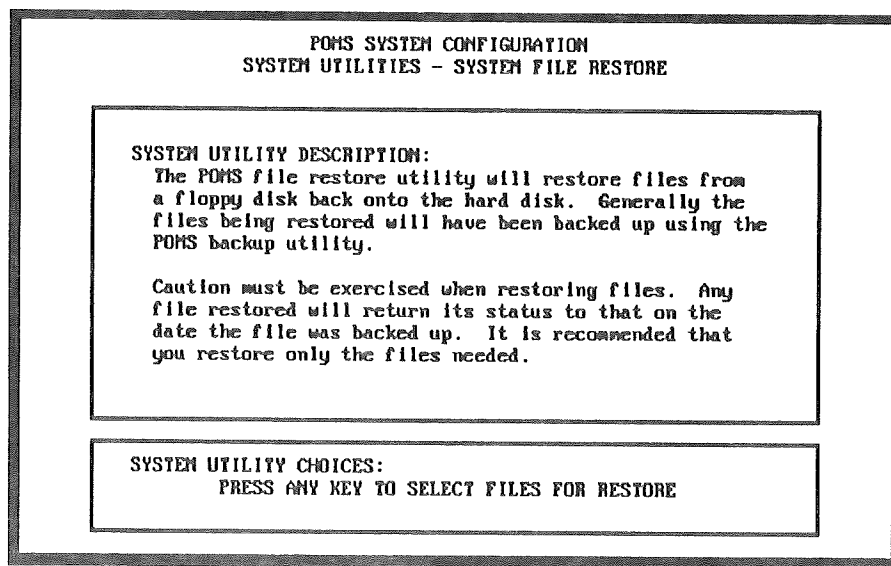 POMS SYSTEM CONFIGURATION
SYSTEM UTILITIES - SYSTEM FILE RESTORE
SYSTEM UTILITY DESCRIPTION:
The POMS file restore utility will restore files from
a floppy disk back onto the hard disk. Generally the
files being restored will have been backed up using the
POMS backup utility.
Caution must be exercised when restoring files. Any
file restored will return its status to that on the
date the file was backed up. It is recommended that
you restore only the files needed.
SYSTEM UTILITY CHOICES:
PRESS ANY KEY TO SELECT FILES FOR RESTORE